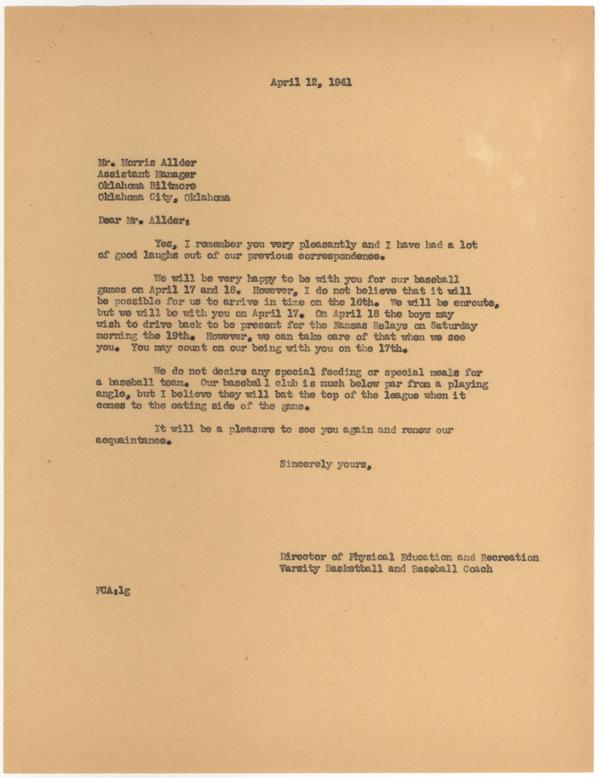 April 12, 1941
Mr. Morris Allder
Assistant Manager
Oklahoma Biltmore
Oklahoma City, Oklahoma
Dear Mr. Allder:
Yes, I remember you very pleasantly and I have had a lot
of good laughs out of our previous correspondence.
We will be very happy to be with you for our baseball
games on April 17 and 18. However, I do not believe that it will
be possible for us to arrive in time on the 16th. We will be enroute,
but we will be with you on April 17. On April 18 the boys may
wish to drive back to be present for the Kansas Relays on Saturday
morning the 19th. However, we can take care of that when we see
you. You may count on our being with you on the 17th.
We do not desire any special feeding or special meals for
a baseball team. Our baseball club is much below par from a playing
angle, but I believe they will bat the top of the league when it
comes to the eating side of the game.
It will be a pleasure to see you again and renew our
acquaintance.
Sincerely yours,
Director of Physical Education and Recreation
Varsity Basketball and Baseball Coach
FCA:lg